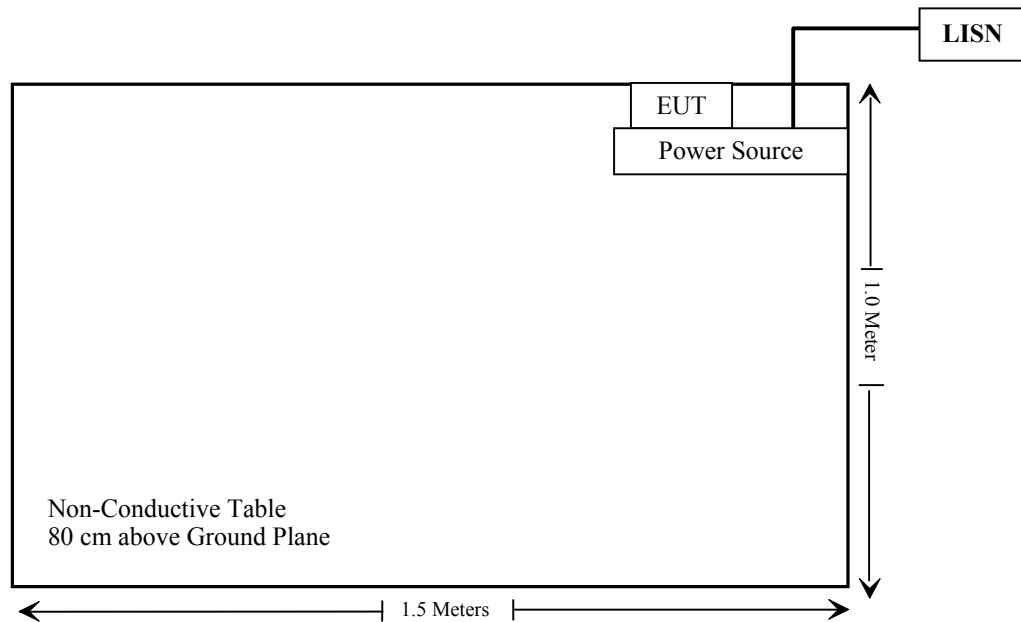 LISN
EUT
Power Source
1.0 Meter
Non-Conductive Table
80 cm above Ground Plane
1.5 Meters